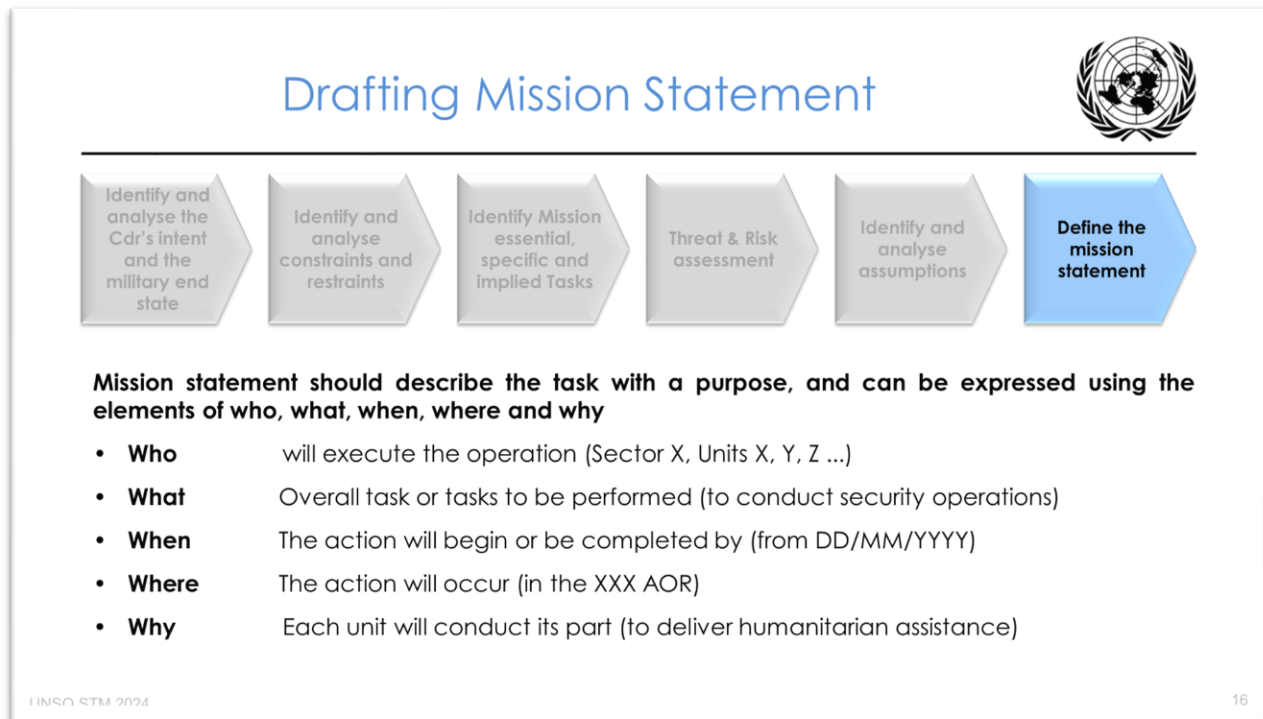 Drafting Mission Statement
Identify and
analyse the
Cdr's intent
and the
military end
state
Identify and
analyse
constraints and
restraints
Identify Mission
essential,
specific and
implied Tasks
Threat & Risk
assessment
Identify and
analyse
assumptions
Define the
mission
statement
Mission statement should describe the task with a purpose, and can be expressed using the
elements of who, what, when, where and why
• Who will execute the operation (Sector X, Units X, Y, Z ...)
• What Overall task or tasks to be performed (to conduct security operations)
• When The action will begin or be completed by (from DD/MM/YYYY)
• Where The action will occur (in the XXX AOR)
• Why Each unit will conduct its part (to deliver humanitarian assistance)
UNSO STM 2024
16